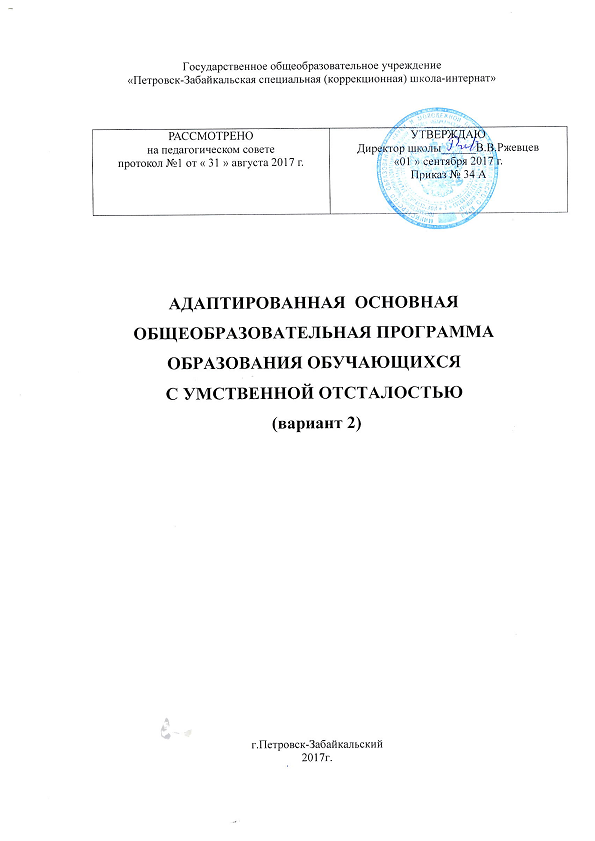 Государственное общеобразовательное учреждение
«Петровск-Забайкальская специальная (коррекционная) школа-интернат»
РАССМОТРЕНО
на педагогическом совете
протокол №1 от « 31 » августа 2017 г.
УТВЕРЖДАЮ
Директор школы В.В.Ржевцев
«01 » сентября 2017 г.
Приказ № 34 А
АДАПТИРОВАННАЯ ОСНОВНАЯ
ОБЩЕОБРАЗОВАТЕЛЬНАЯ ПРОГРАММА
ОБРАЗОВАНИЯ ОБУЧАЮЩИХСЯ
С УМСТВЕННОЙ ОТСТАЛОСТЬЮ
(вариант 2)
г.Петровск-Забайкальский
2017г.